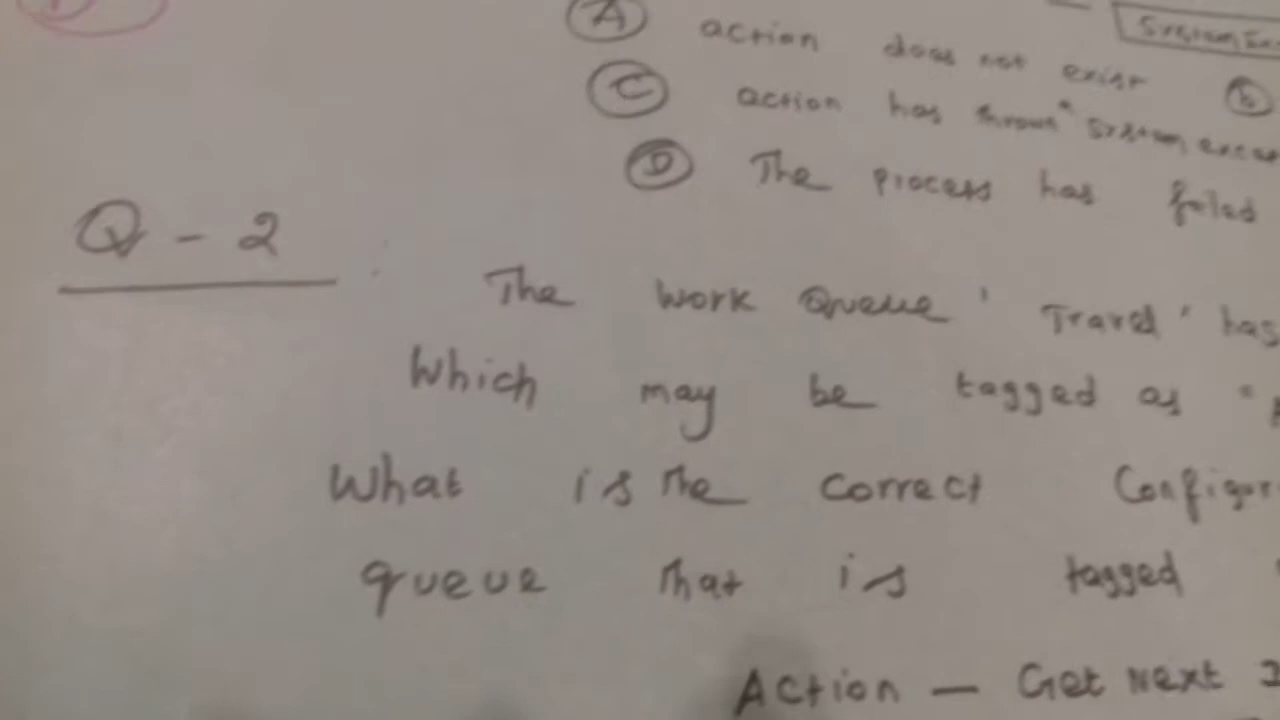 A action does not exist B
C action has thrown system
D The process has failed
Q - 2
The work Queue ' Travel ' has
which may be tagged as "
What is the correct
queue that is tagged
Action — Get Next